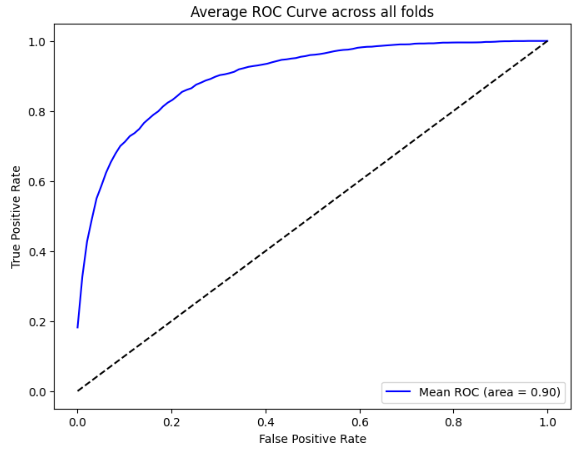 Average ROC Curve across all folds
1.0
0.8
0.6
0.4
0.2
0.0
True Positive Rate
Mean ROC (area = 0.90)
0.0 0.2 0.4 0.6 0.8 1.0
False Positive Rate